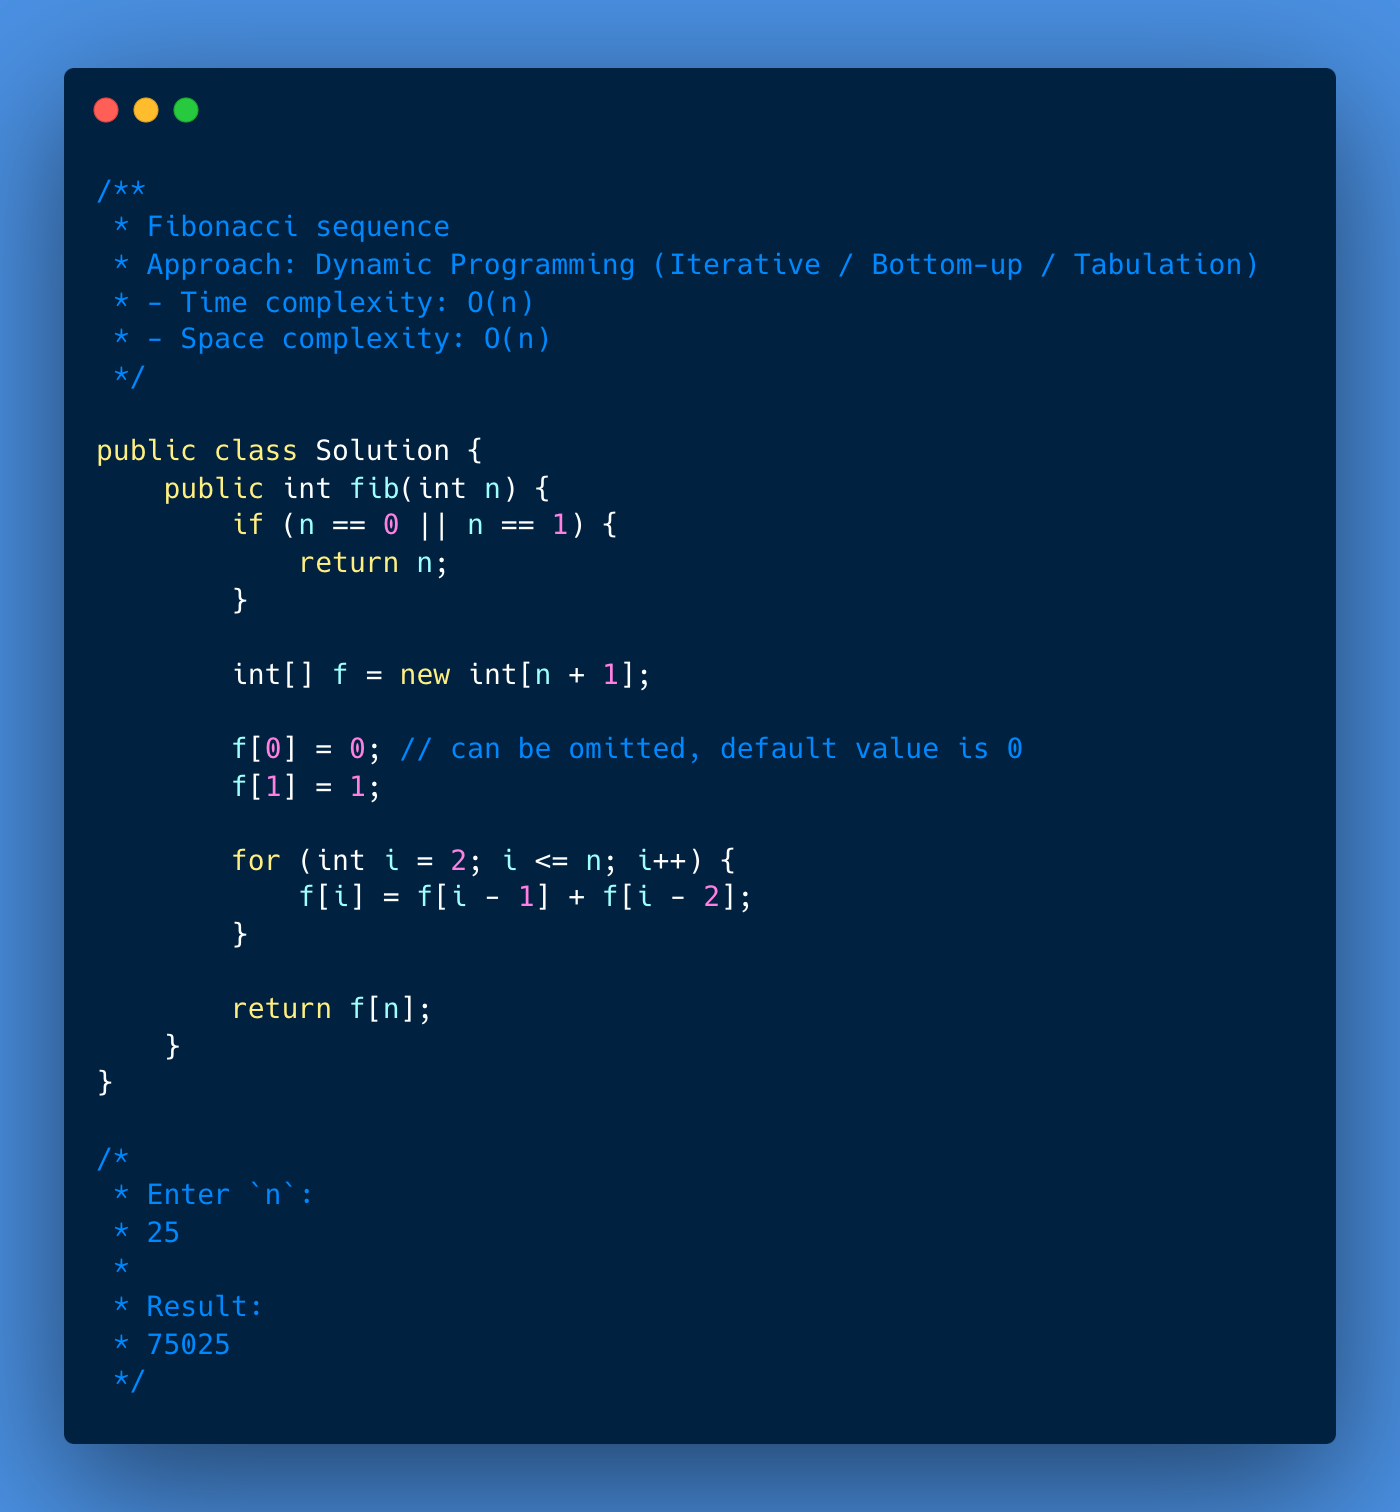 /**
 * Fibonacci sequence
 * Approach: Dynamic Programming (Iterative / Bottom-up / Tabulation)
 * - Time complexity: O(n)
 * - Space complexity: O(n)
 */

public class Solution {
    public int fib(int n) {
        if (n == 0 || n == 1) {
            return n;
        }

        int[] f = new int[n + 1];

        f[0] = 0; // can be omitted, default value is 0
        f[1] = 1;

        for (int i = 2; i <= n; i++) {
            f[i] = f[i - 1] + f[i - 2];
        }

        return f[n];
    }
}

/*
 * Enter `n`:
 * 25
 *
 * Result:
 * 75025
 */